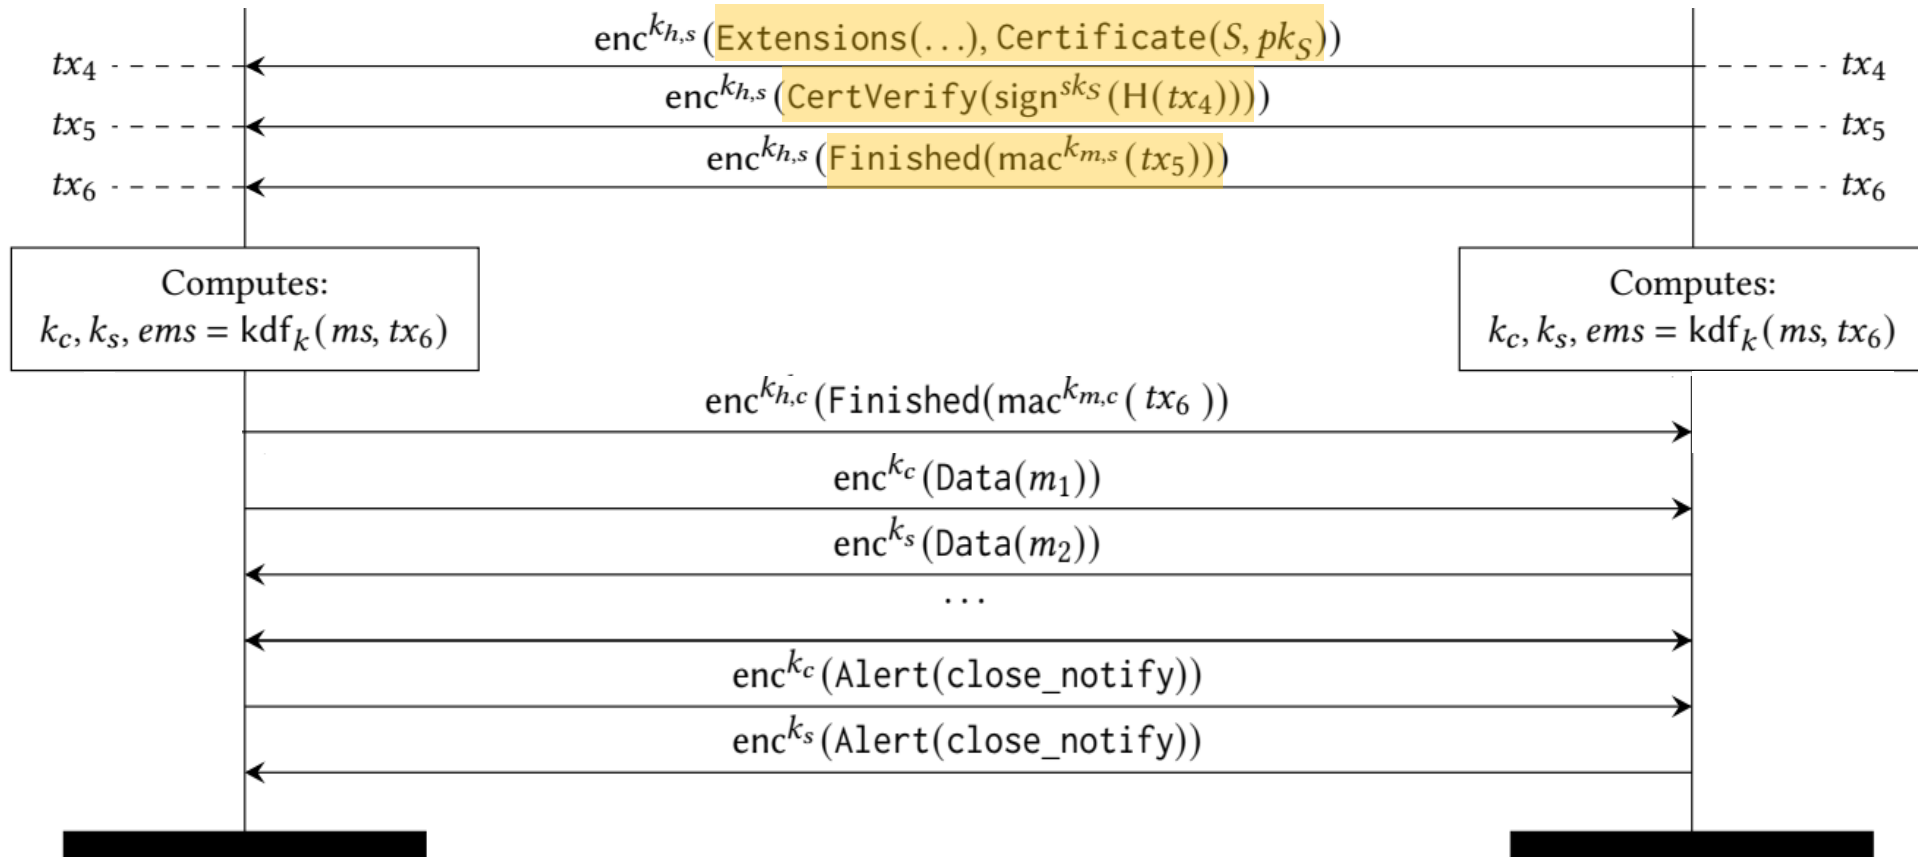 enc^{k_{h,s}}(Extensions(...), Certificate(S, pk_S))
tx_4 tx_4
enc^{k_{h,s}}(CertVerify(sign^{sk_S}(H(tx_4))))
tx_5 tx_5
enc^{k_{h,s}}(Finished(mac^{k_{m,s}}(tx_5)))
tx_6 tx_6
Computes:
k_c, k_s, ems = kdf_k(ms, tx_6)
Computes:
k_c, k_s, ems = kdf_k(ms, tx_6)
enc^{k_{h,c}}(Finished(mac^{k_{m,c}}( tx_6 ))
enc^{k_c}(Data(m_1))
enc^{k_s}(Data(m_2))
...
enc^{k_c}(Alert(close_notify))
enc^{k_s}(Alert(close_notify))